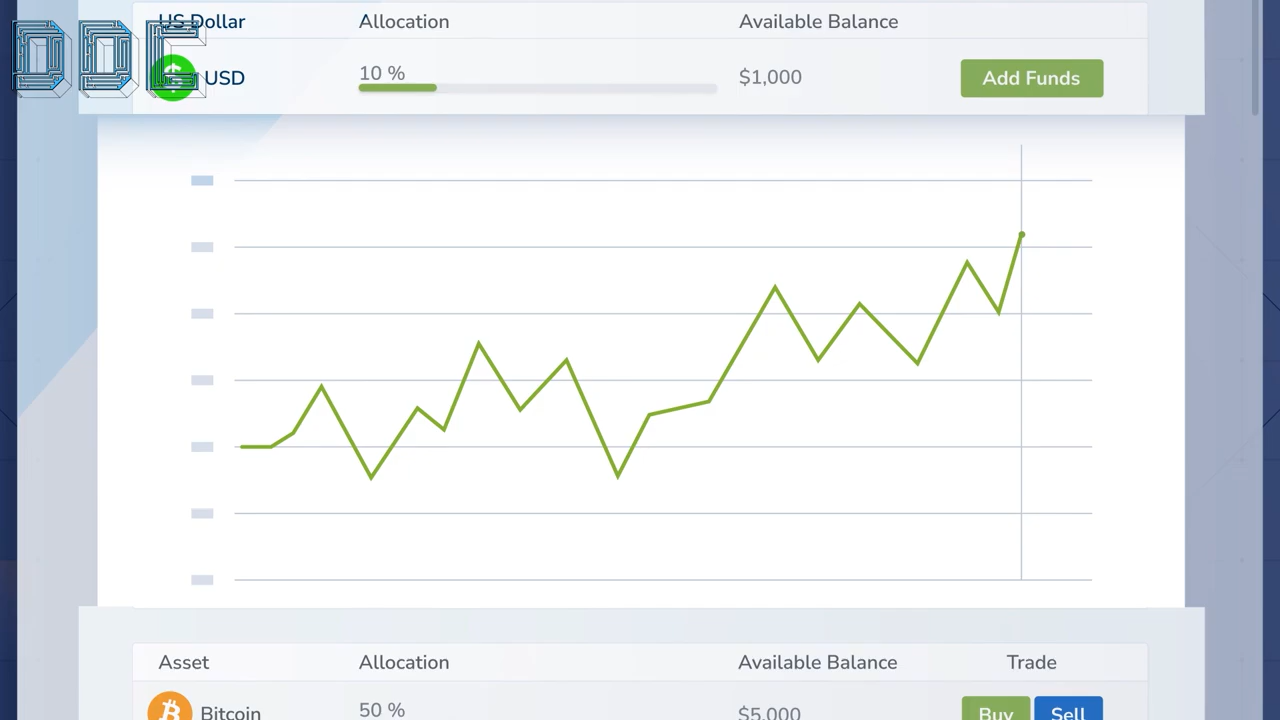 DDC
US Dollar Allocation Available Balance
USD 10 % $1,000 Add Funds
Asset Allocation Available Balance Trade
Bitcoin 50 % $5,000 Buy Sell